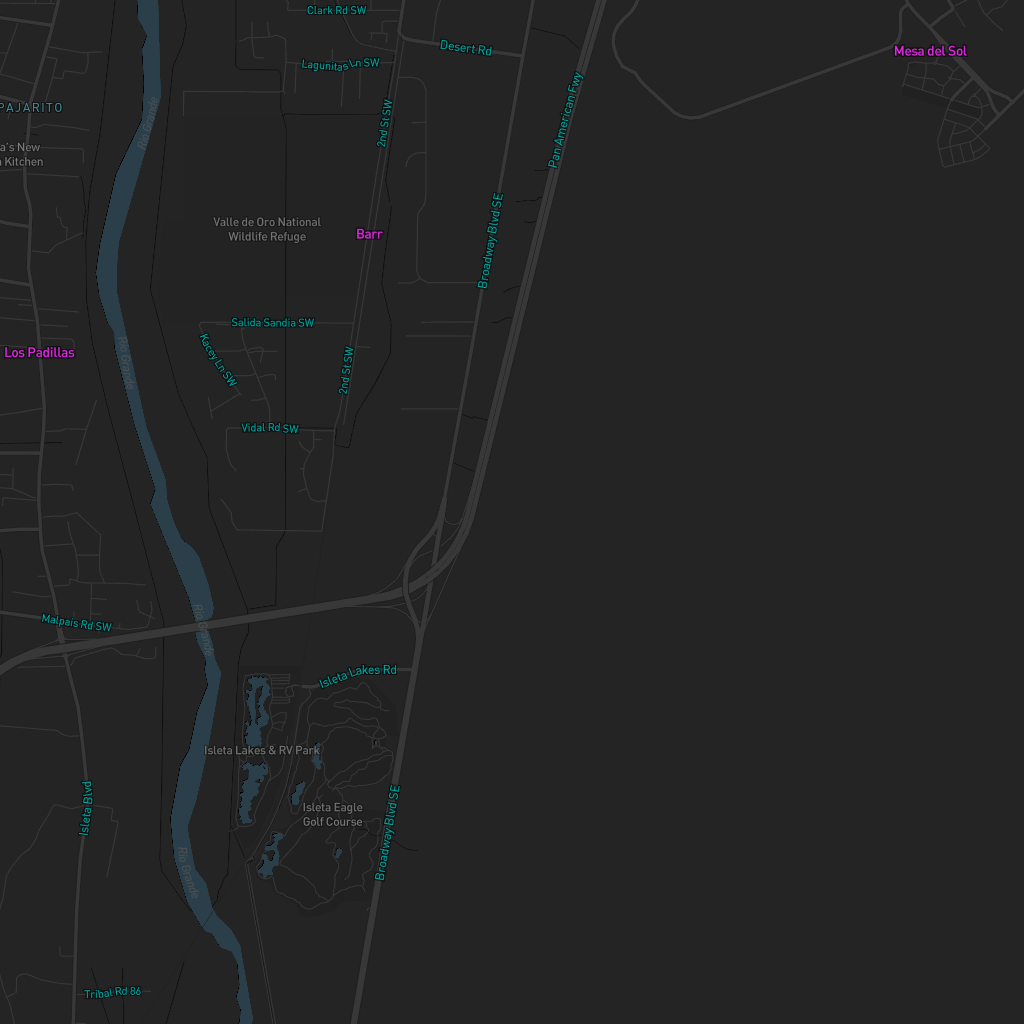 Clark Rd SW
Desert Rd
Mesa del Sol
Lagunitas Ln SW
PAJARITO
Rio Grande
2nd St SW
Pan American Fwy
a's New
Kitchen
Valle de Oro National
Wildlife Refuge
Barr
Broadway Blvd SE
Salida Sandia SW
Los Padillas
Rio Grande
Kacey Ln SW
2nd St SW
Vidal Rd SW
Malpais Rd SW
Rio Grande
Isleta Lakes Rd
Isleta Lakes & RV Park
Isleta Blvd
Isleta Eagle
Golf Course
Broadway Blvd SE
Rio Grande
Tribal Rd 86